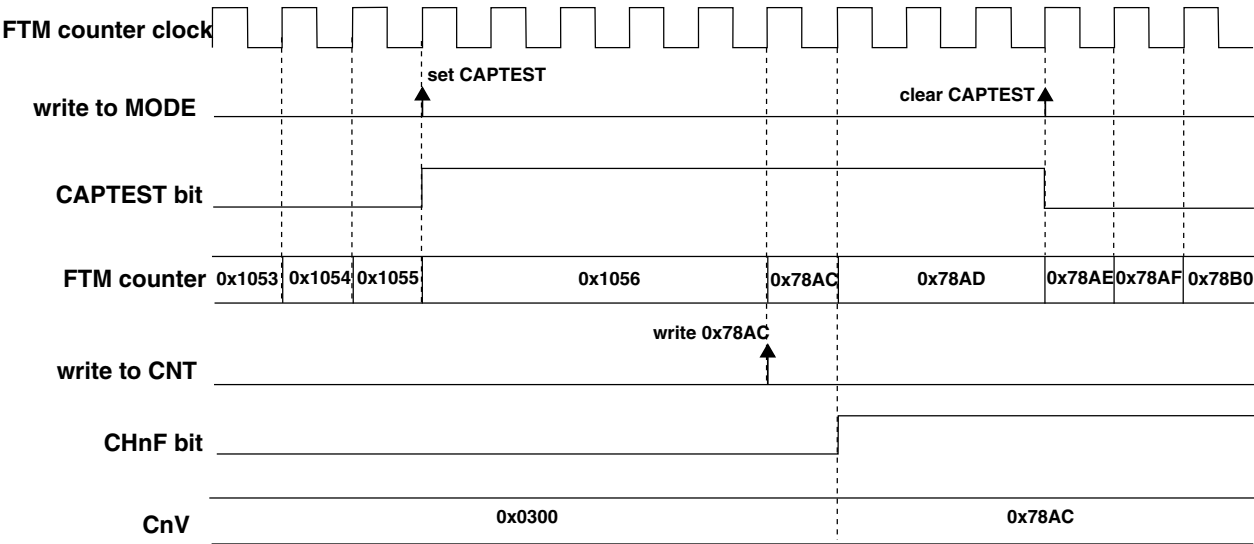 FTM counter clock
set CAPTEST
clear CAPTEST
write to MODE
CAPTEST bit
FTM counter 0x1053 0x1054 0x1055 0x1056 0x78AC 0x78AD 0x78AE 0x78AF 0x78B0
write 0x78AC
write to CNT
CHnF bit
CnV 0x0300 0x78AC